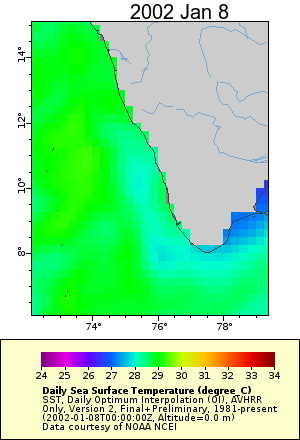 2002 Jan 8
14°
12°
10°
8°
74°
76°
78°
24 25 26 27 28 29 30 31 32 33 34
Daily Sea Surface Temperature (degree_C)
SST, Daily Optimum Interpolation (OI), AVHRR
Only, Version 2, Final+Preliminary, 1981-present
(2002-01-08T00:00:00Z, Altitude=0.0 m)
Data courtesy of NOAA NCEI